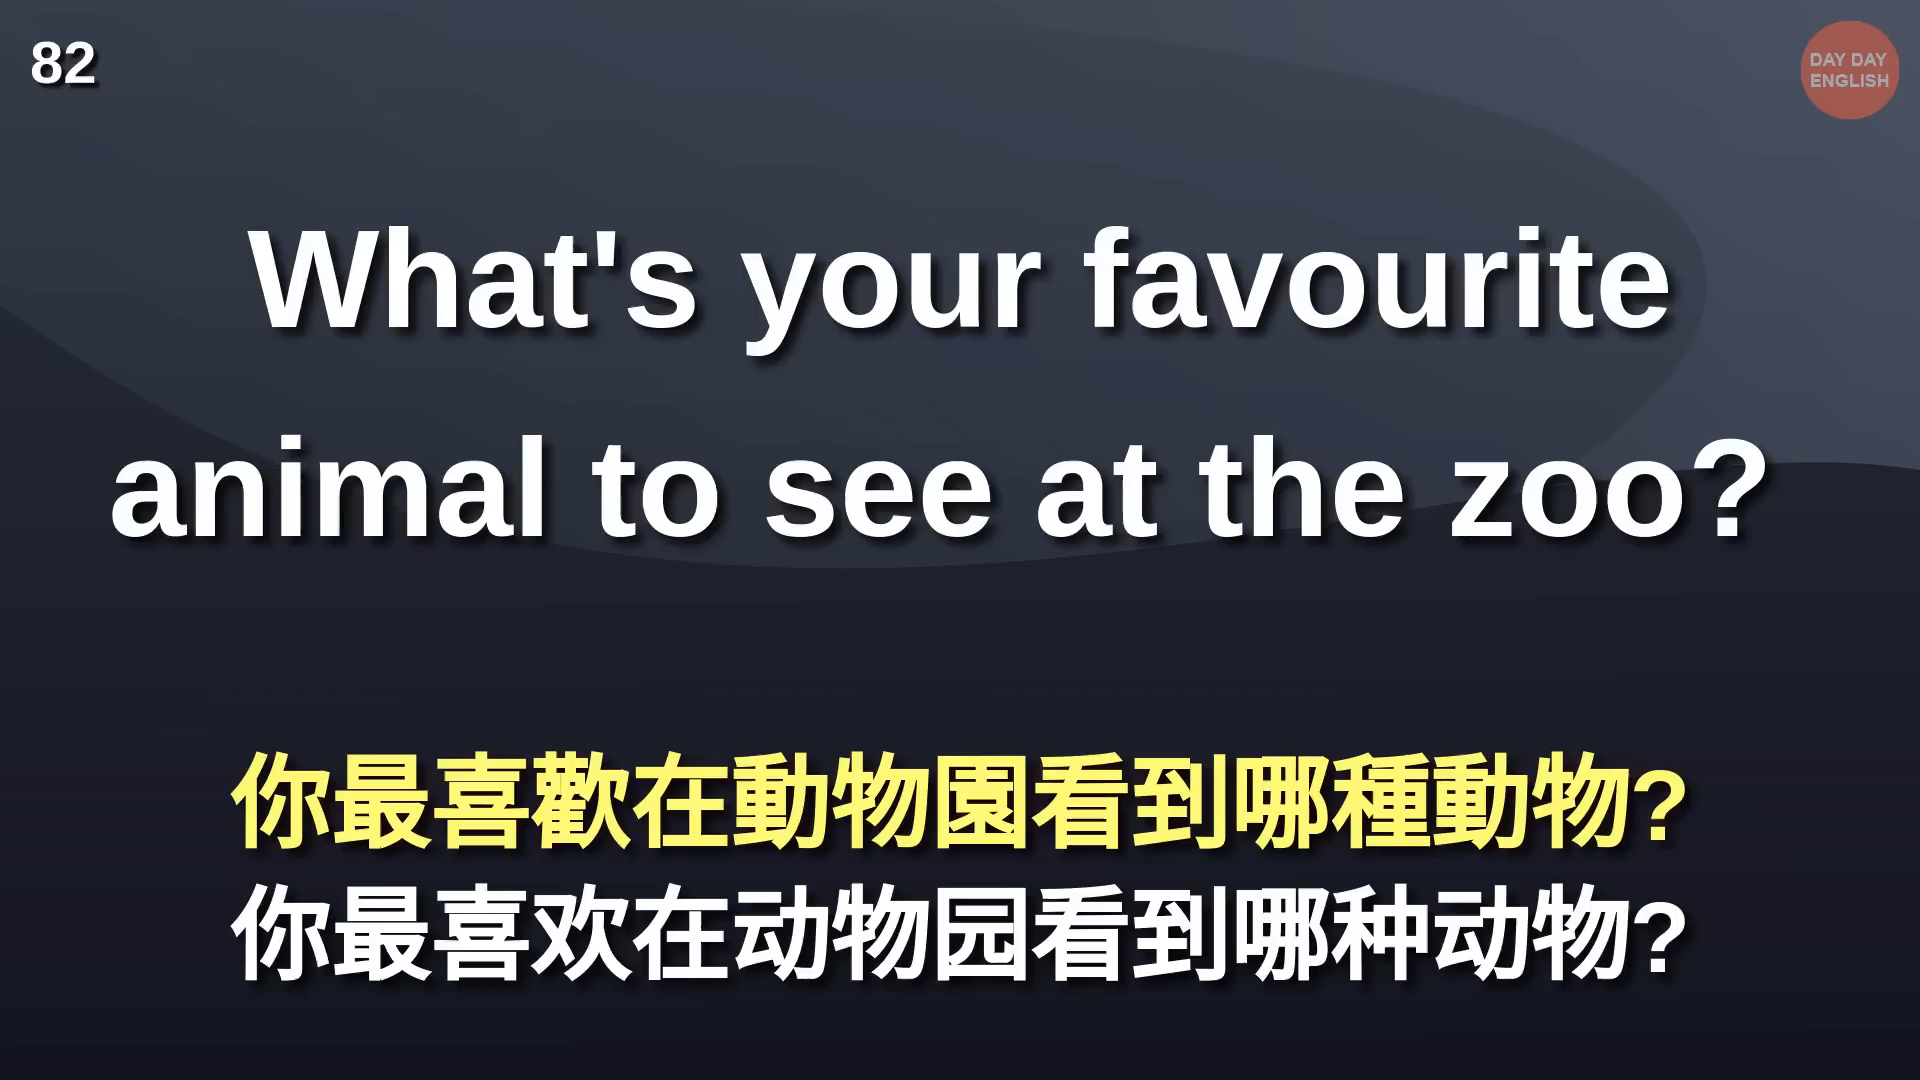 82
DAY DAY
ENGLISH
What's your favourite
animal to see at the zoo?
你最喜歡在動物園看到哪種動物?
你最喜欢在动物园看到哪种动物?